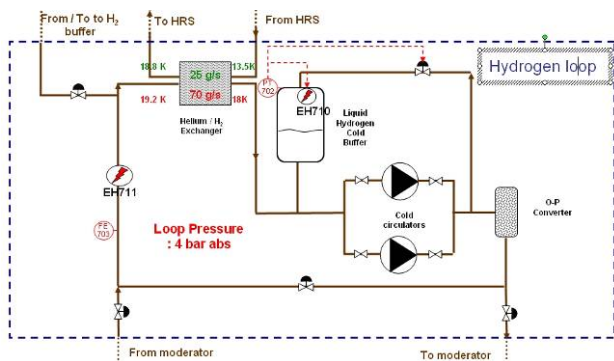 From / To to H2
buffer
To HRS
From HRS
Hydrogen loop
18.8 K
13.5K
25 g/s
70 g/s
19.2 K
18K
Helium / H2
Exchanger
PT
702
EH710
Liquid
Hydrogen
Cold
Buffer
EH711
FE
703
Loop Pressure
: 4 bar abs
Cold
circulators
O-P
Converter
From moderator
To moderator